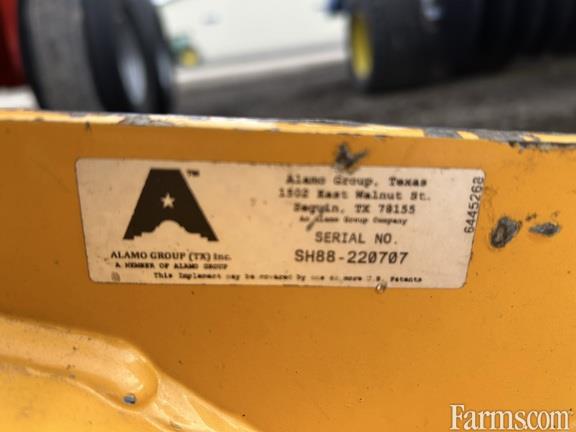 TM
ALAMO GROUP (TX) Inc.
A MEMBER OF ALAMO GROUP
Alamo Group, Texas
1502 East Walnut St.
Seguin, TX 78155
An Alamo Group Company
SERIAL NO.
SH88-220707
This Implement may be covered by one or more U.S. Patents
6445268
Farms.com